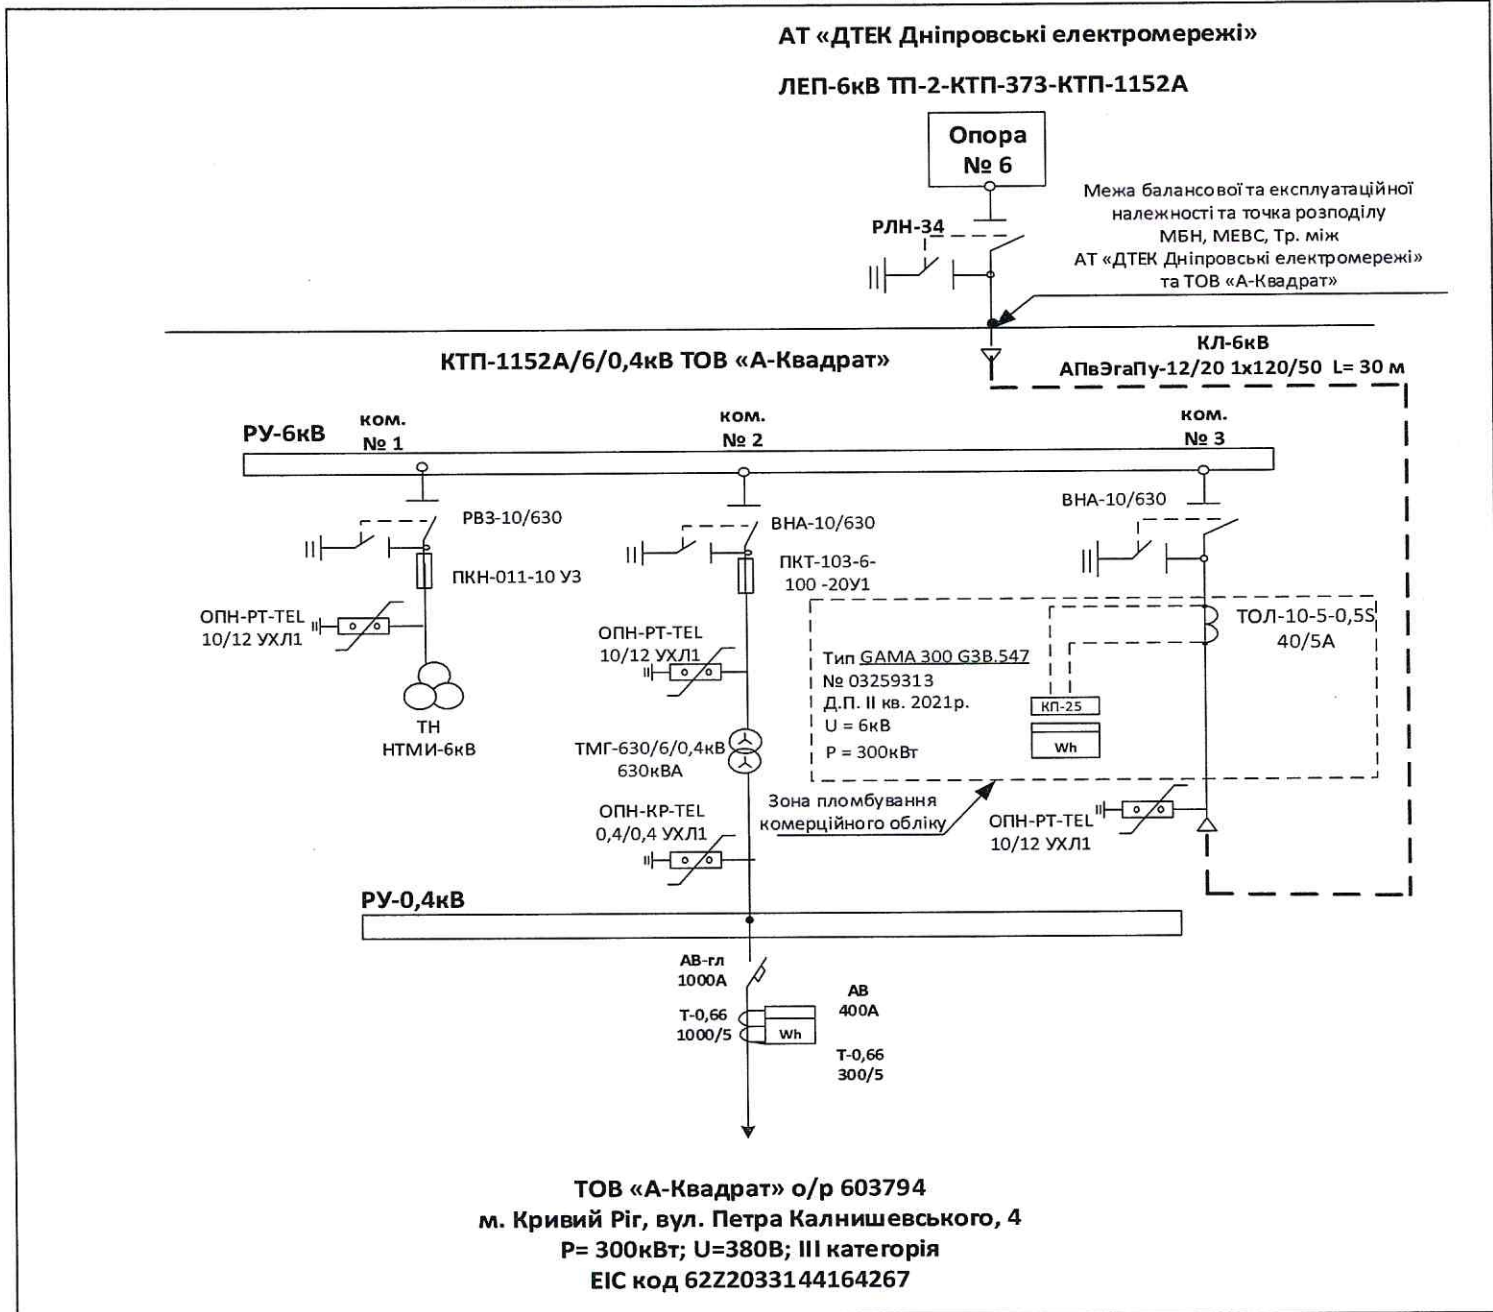 АТ «ДТЕК Дніпровські електромережі»
ЛЕП-6кВ ТП-2-КТП-373-КТП-1152А
Опора
№ 6
РЛН-34
Межа балансової та експлуатаційної
належності та точка розподілу
МБН, МЕВС, Тр. між
АТ «ДТЕК Дніпровські електромережі»
та ТОВ «А-Квадрат»
КТП-1152А/6/0,4кВ ТОВ «А-Квадрат»
КЛ-6кВ
АПвЭгаПу-12/20 1х120/50 L= 30 м
РУ-6кВ
ком.
№ 1
ком.
№ 2
ком.
№ 3
РВЗ-10/630
ПКН-011-10 У3
ОПН-РТ-TEL
10/12 УХЛ1
ТН
НТМИ-6кВ
ВНА-10/630
ПКТ-103-6-
100 -20У1
ОПН-РТ-TEL
10/12 УХЛ1
ТМГ-630/6/0,4кВ
630кВА
ОПН-КР-TEL
0,4/0,4 УХЛ1
ВНА-10/630
ТОЛ-10-5-0,5S
40/5А
Тип GAMA 300 G3B.547
№ 03259313
Д.П. II кв. 2021р.
U = 6кВ
P = 300кВт
КП-25
Wh
Зона пломбування
комерційного обліку
ОПН-РТ-TEL
10/12 УХЛ1
РУ-0,4кВ
АВ-гл
1000А
Т-0,66
1000/5
Wh
АВ
400А
Т-0,66
300/5
ТОВ «А-Квадрат» о/р 603794
м. Кривий Ріг, вул. Петра Калнишевського, 4
Р= 300кВт; U=380В; III категорія
ЕІС код 62Z2033144164267